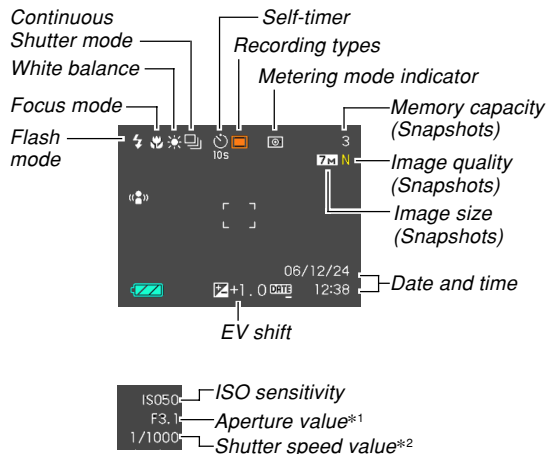 Continuous
Shutter mode
White balance
Focus mode
Flash
mode
Self-timer
Recording types
Metering mode indicator
Memory capacity
(Snapshots)
Image quality
(Snapshots)
Image size
(Snapshots)
Date and time
EV shift
10s
3
7M N
06/12/24
+1.0 DATE 12:38
ISO50
F3.1
1/1000
ISO sensitivity
Aperture value*1
Shutter speed value*2